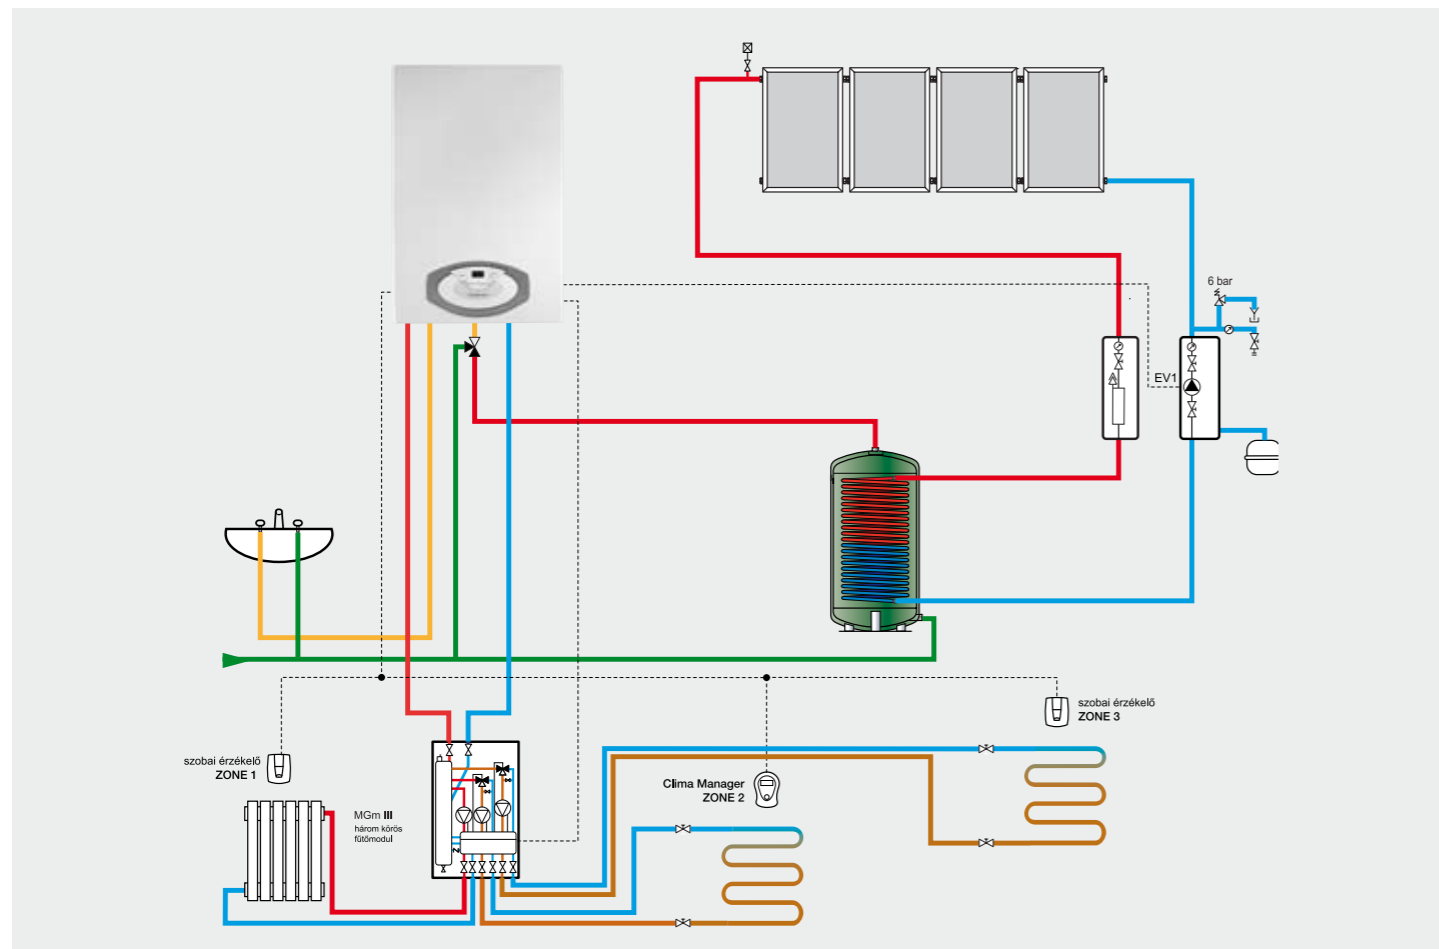 6 bar
EV1
szobai érzékelő
ZONE 3
szobai érzékelő
ZONE 1
Clima Manager
ZONE 2
MGm III
három körös
fűtőmodul